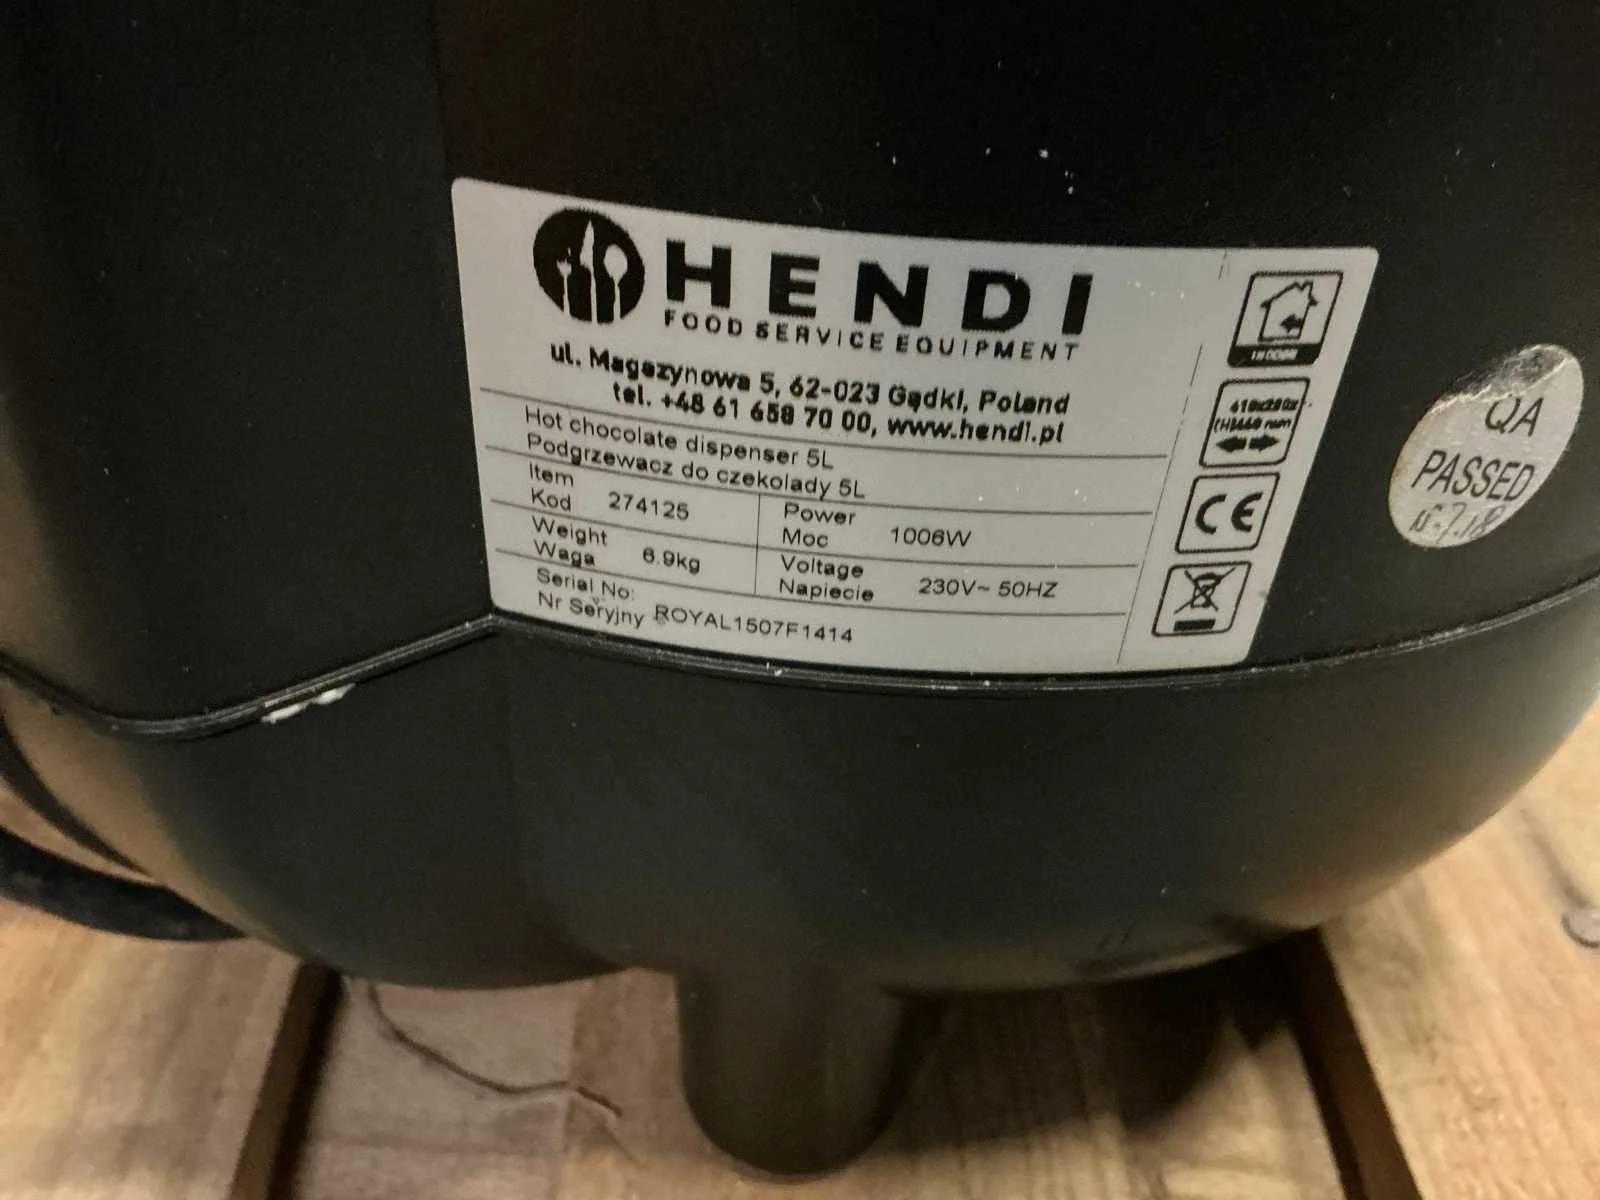 HENDI
FOOD SERVICE EQUIPMENT
ul. Magazynowa 5, 62-023 Gądki, Poland
tel. +48 61 658 70 00, www.hendi.pl
Hot chocolate dispenser 5L
Podgrzewacz do czekolady 5L
Item
Kod 274125
Power
Moc 1006W
Weight
Waga 6.9kg
Voltage
Napiecie 230V~ 50HZ
Serial No:
Nr Seryjny ROYAL1507F1414
INDOOR
CE
QA
PASSED